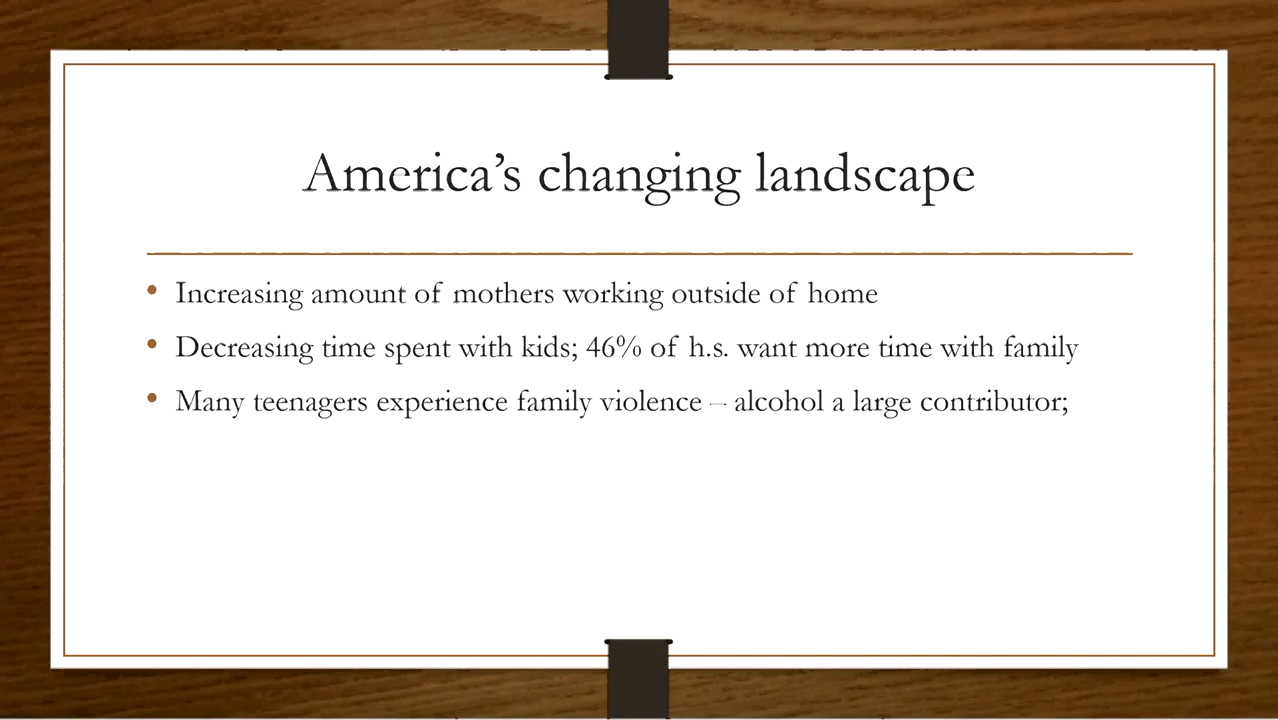 America’s changing landscape
• Increasing amount of mothers working outside of home
• Decreasing time spent with kids; 46% of h.s. want more time with family
• Many teenagers experience family violence – alcohol a large contributor;